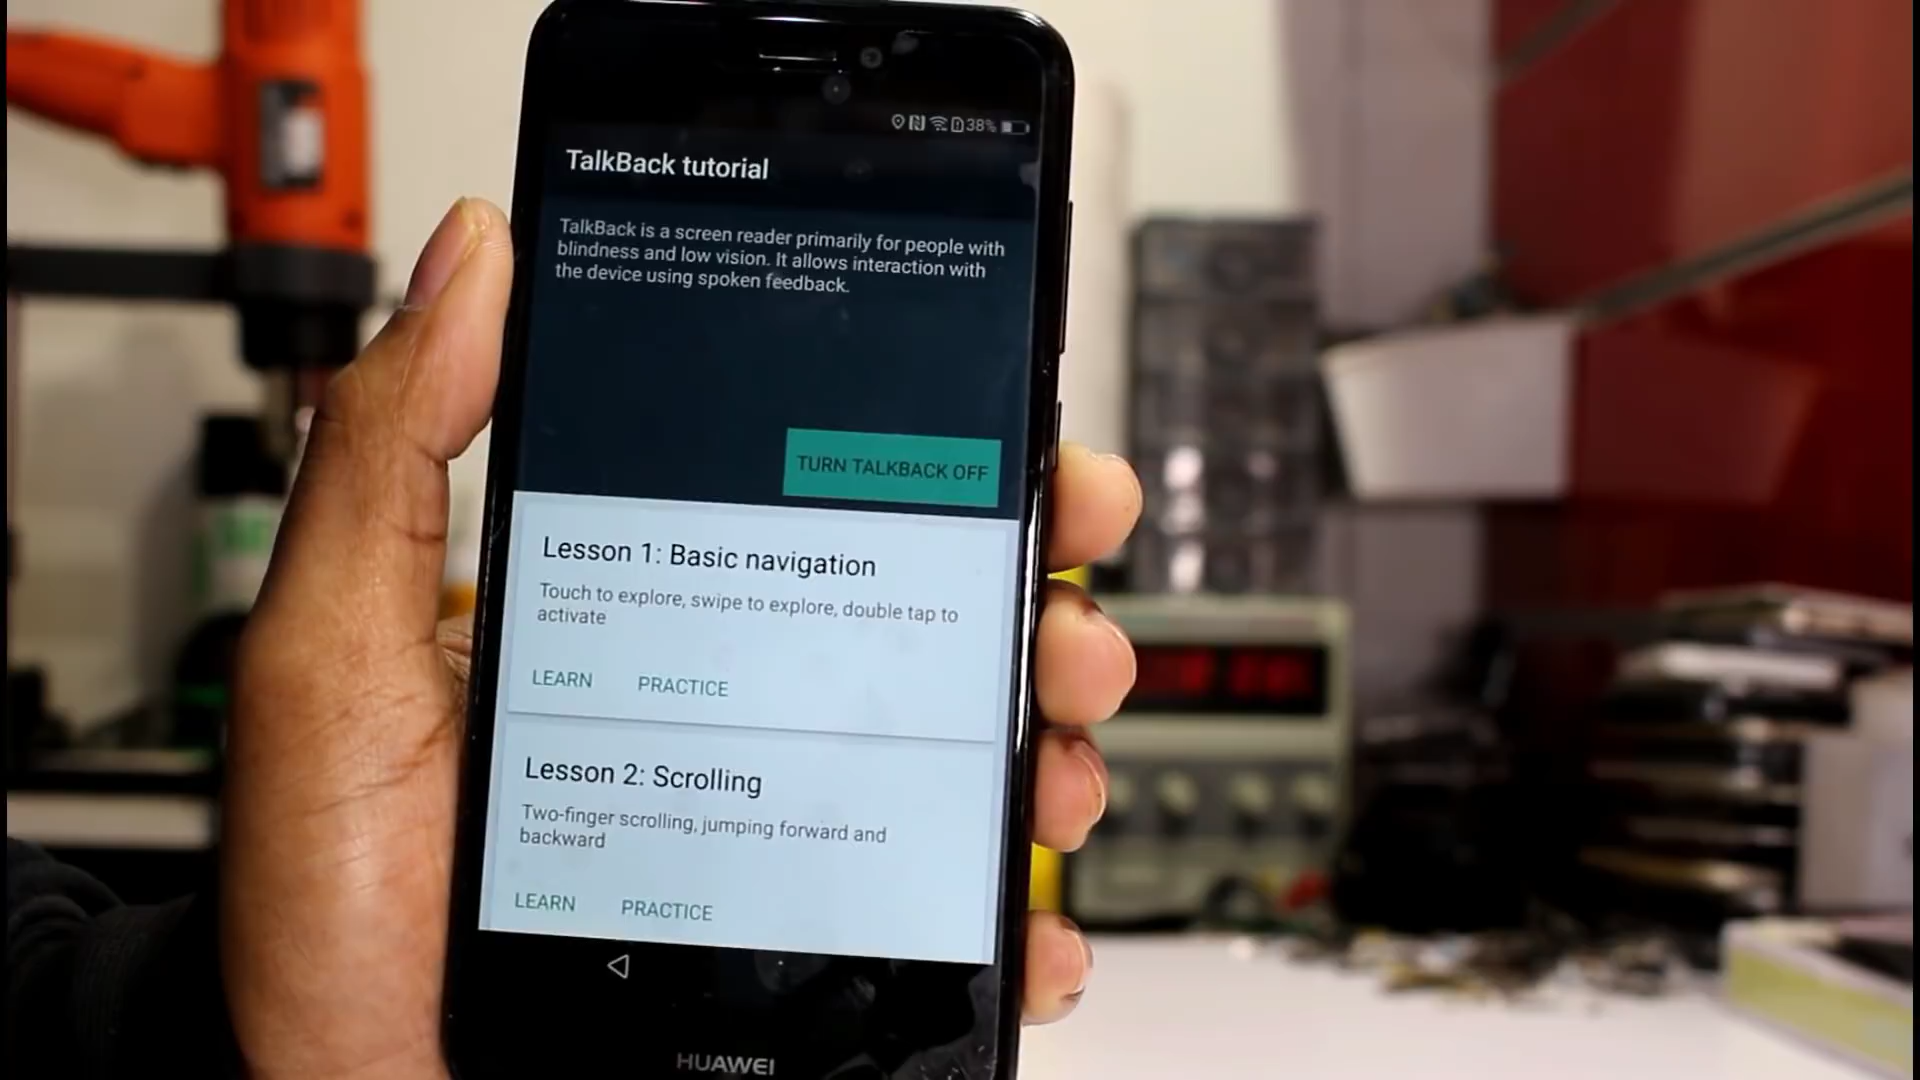 38%
TalkBack tutorial
TalkBack is a screen reader primarily for people with
blindness and low vision. It allows interaction with
the device using spoken feedback.
TURN TALKBACK OFF
Lesson 1: Basic navigation
Touch to explore, swipe to explore, double tap to
activate
LEARN PRACTICE
Lesson 2: Scrolling
Two-finger scrolling, jumping forward and
backward
LEARN PRACTICE
HUAWEI